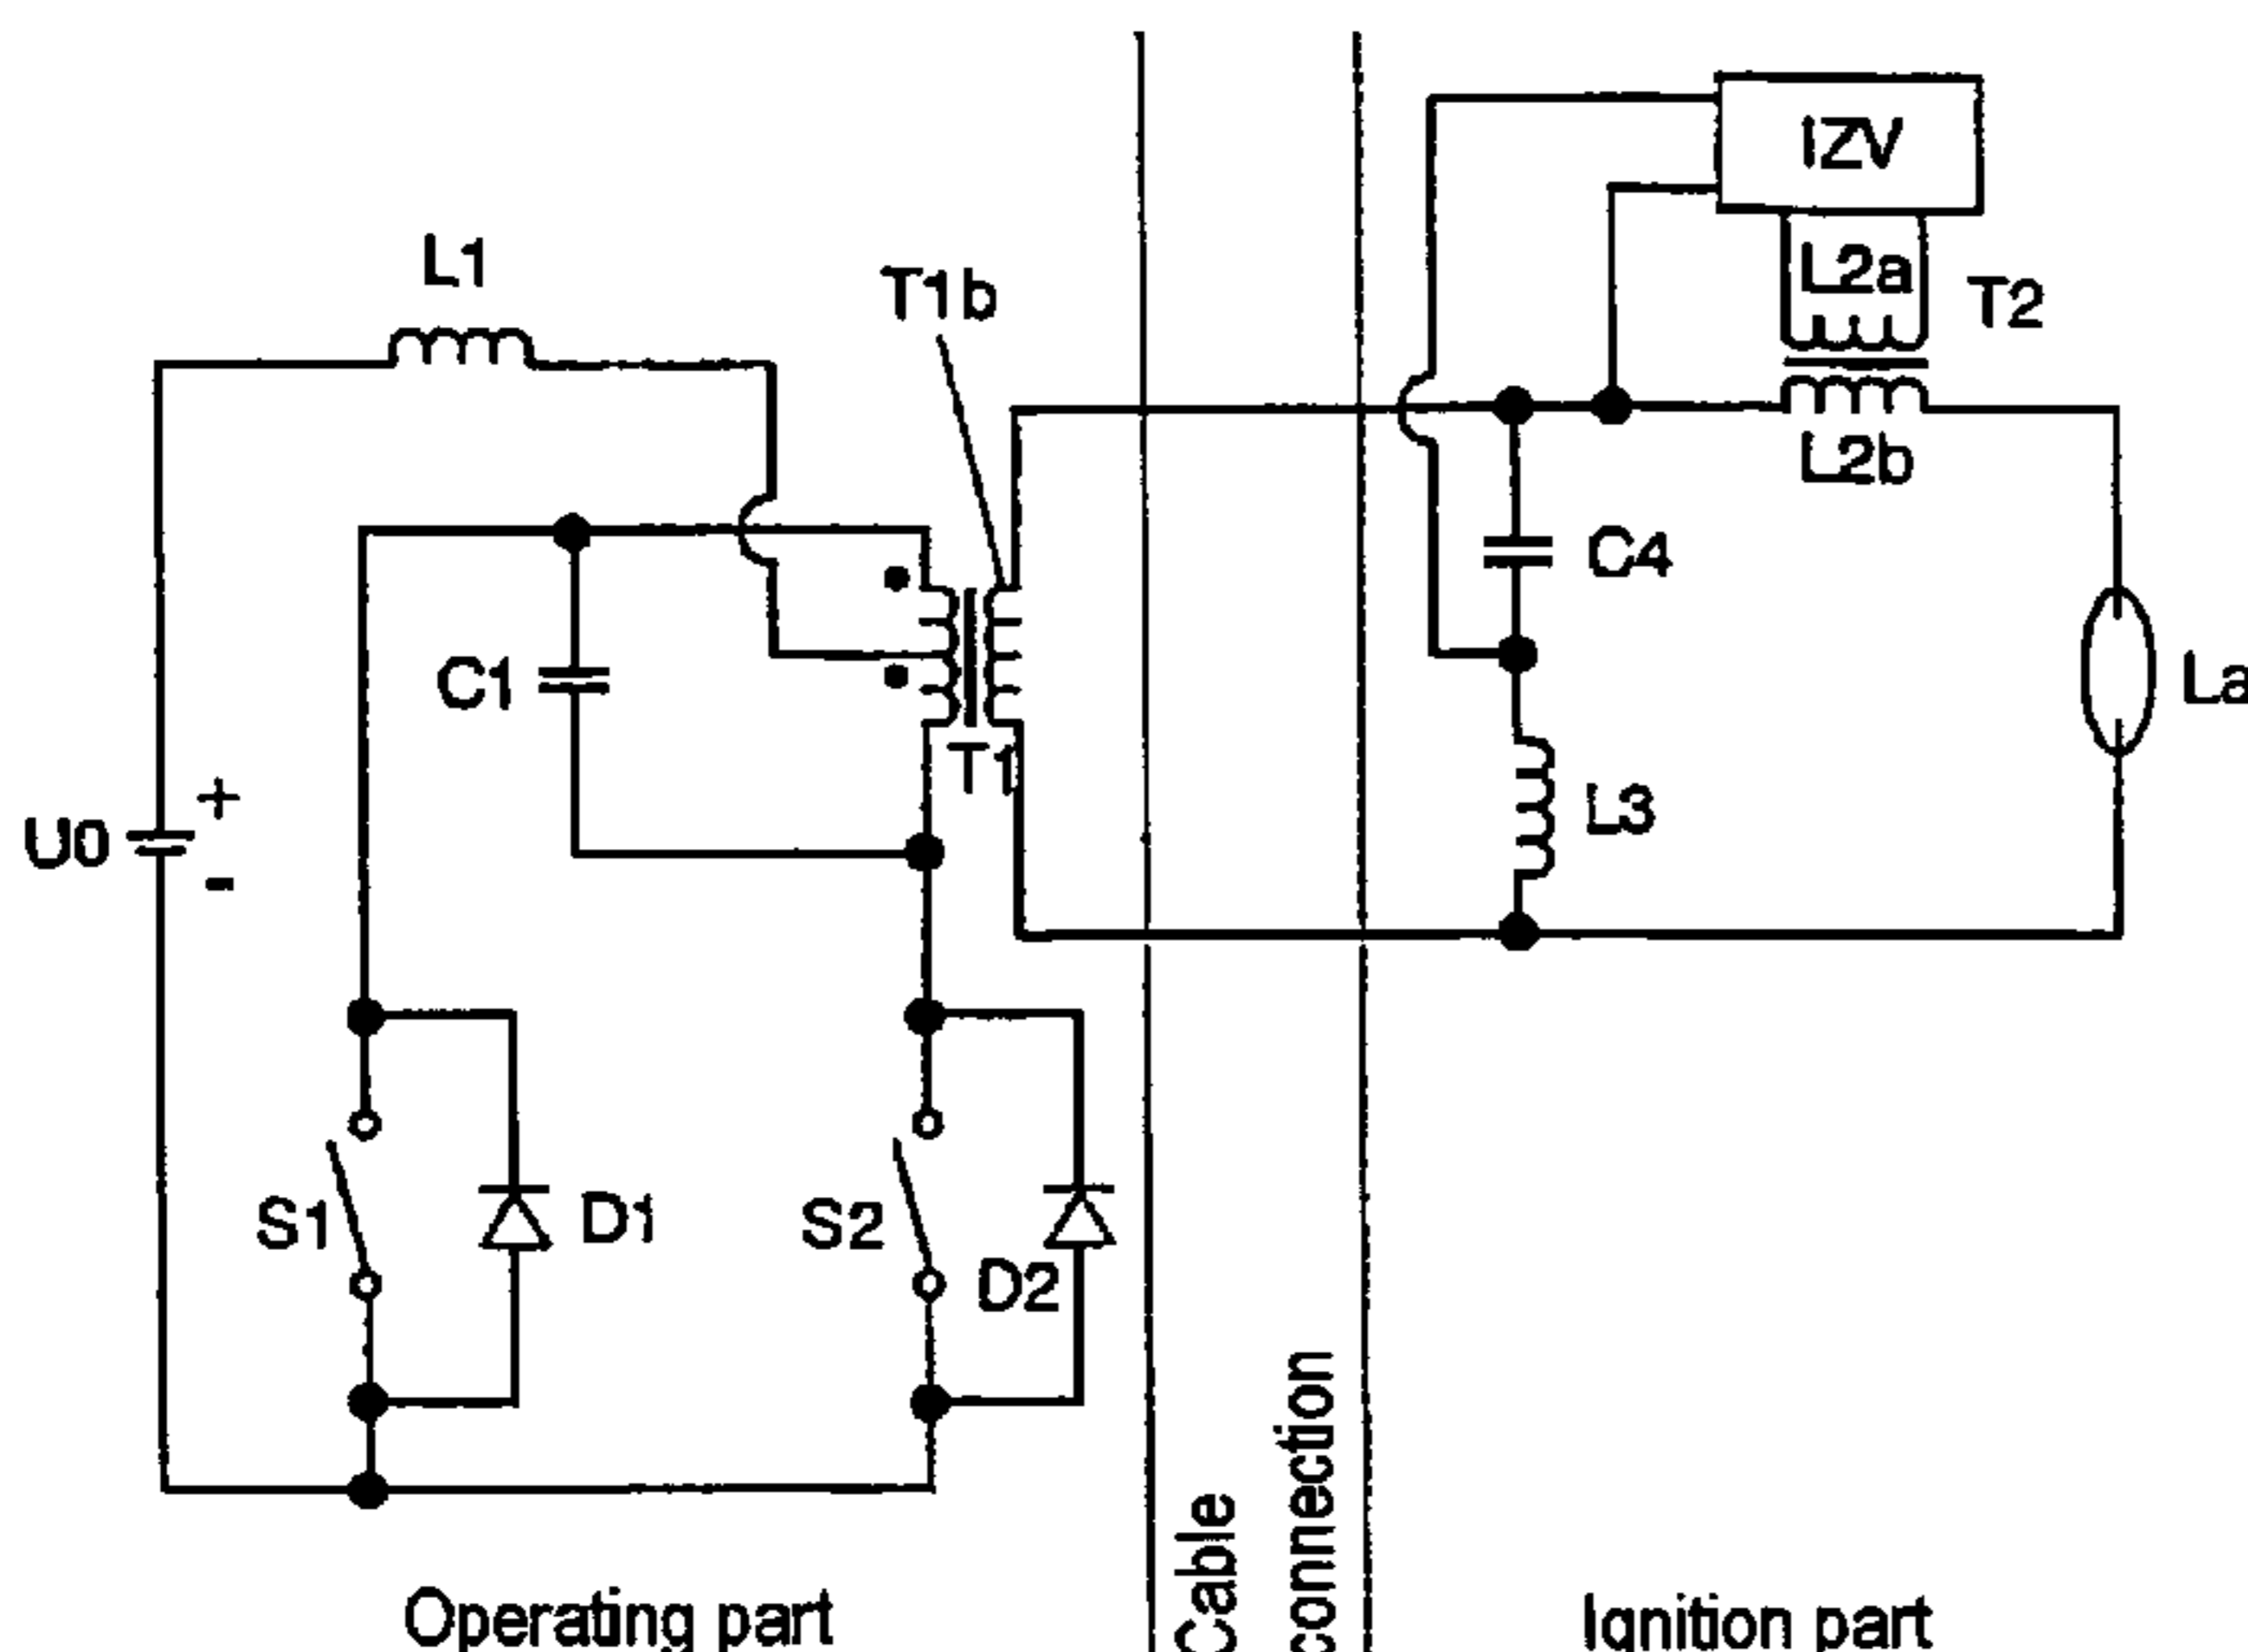 IZV
L2a
T2
L1
T1b
L2b
C4
C1
La
T1
L3
+
U0
-
S1
D1
S2
D2
Cable
connection
Operating part
Ignition part